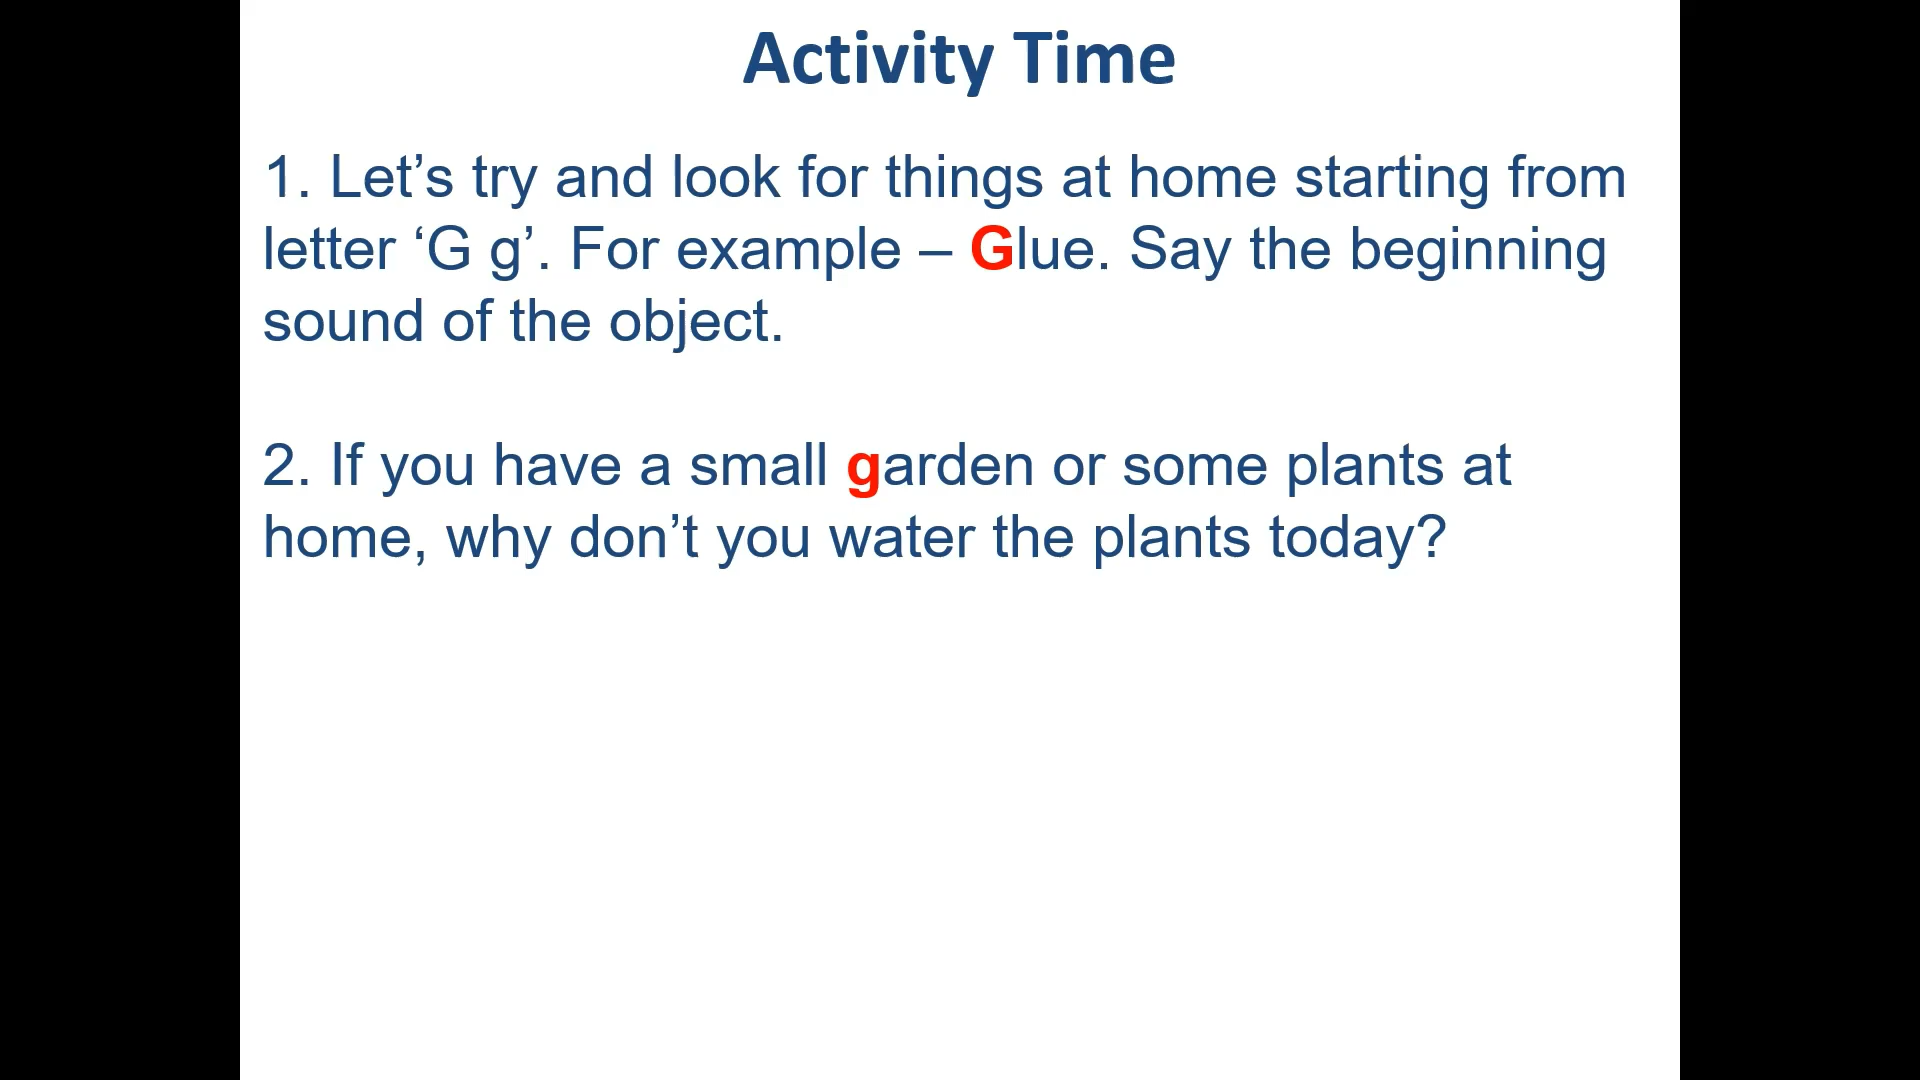 Activity Time
1. Let’s try and look for things at home starting from
letter ‘G g’. For example – Glue. Say the beginning
sound of the object.
2. If you have a small garden or some plants at
home, why don’t you water the plants today?